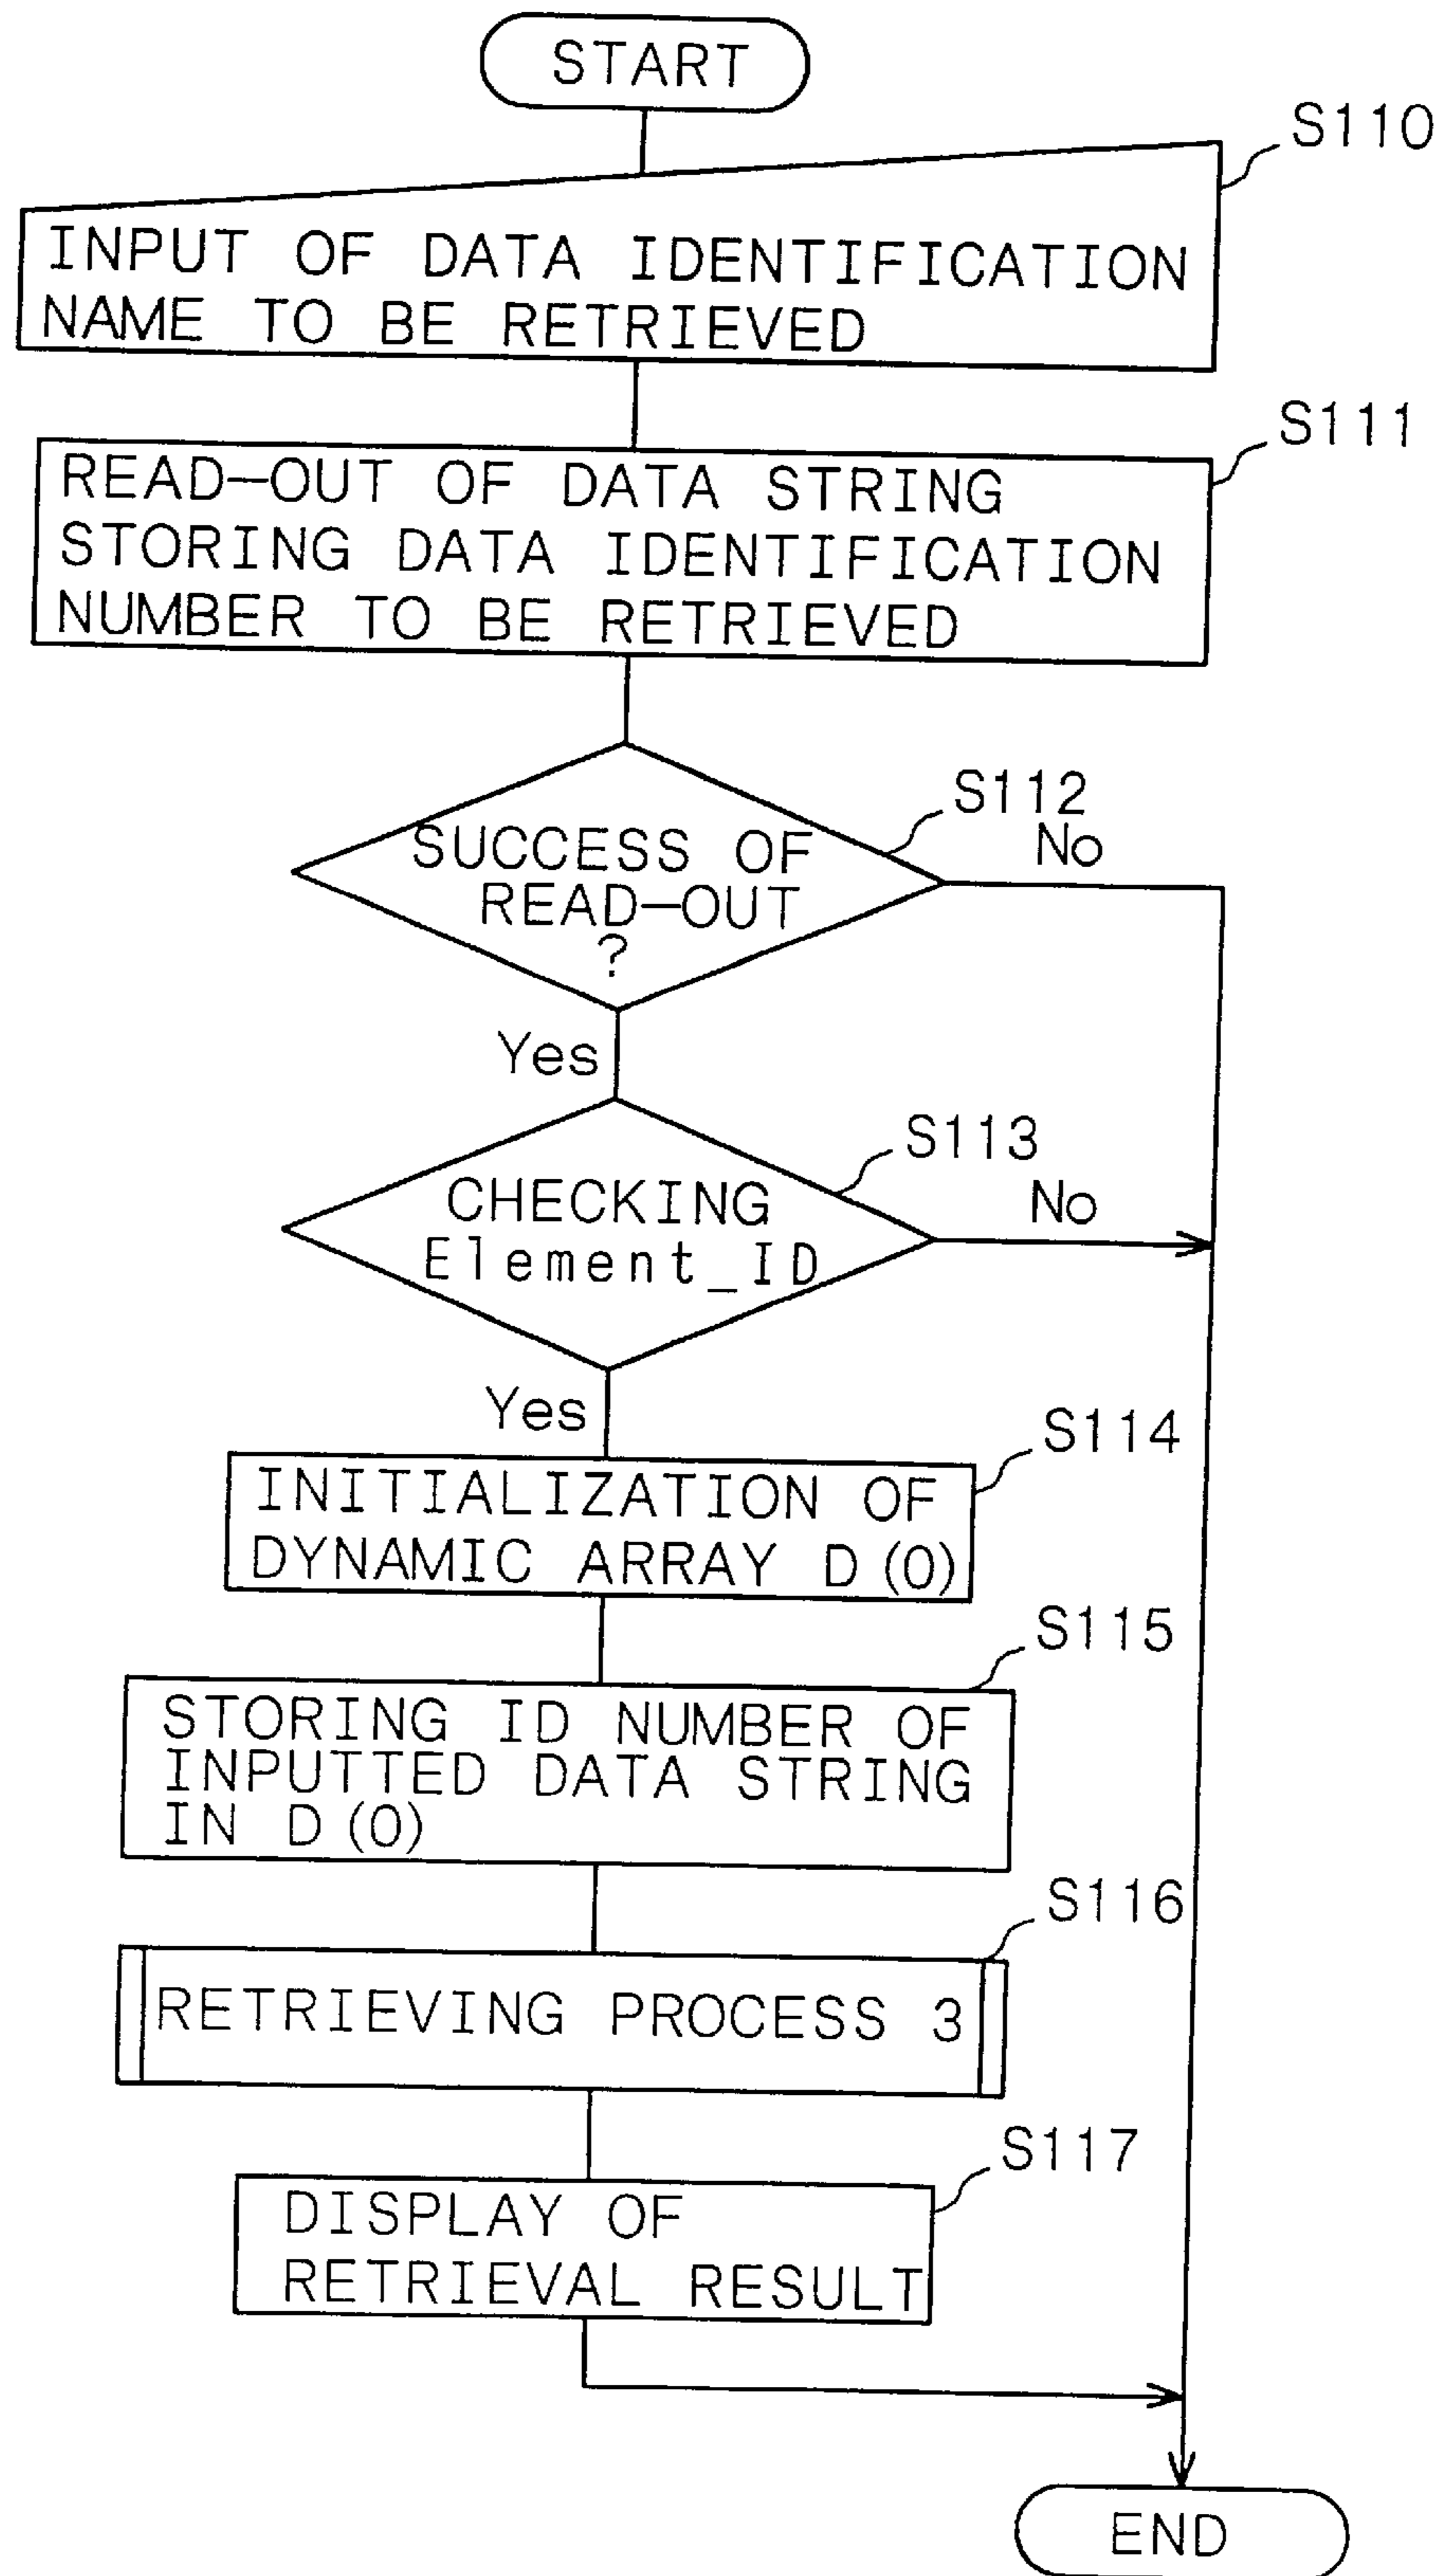 START
S110
INPUT OF DATA IDENTIFICATION
NAME TO BE RETRIEVED
S111
READ-OUT OF DATA STRING
STORING DATA IDENTIFICATION
NUMBER TO BE RETRIEVED
S112
No
SUCCESS OF
READ-OUT
?
Yes
S113
No
CHECKING
Element_ID
Yes
S114
INITIALIZATION OF
DYNAMIC ARRAY D(0)
S115
STORING ID NUMBER OF
INPUTTED DATA STRING
IN D(0)
S116
RETRIEVING PROCESS 3
S117
DISPLAY OF
RETRIEVAL RESULT
END